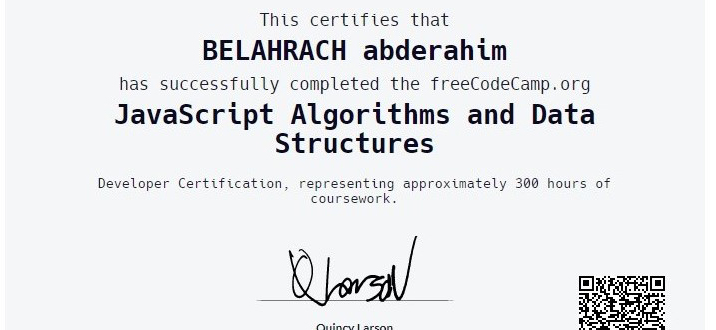 This certifies that
BELAHRACH abderahim
has successfully completed the freeCodeCamp.org
JavaScript Algorithms and Data
Structures
Developer Certification, representing approximately 300 hours of
coursework.
QLarson
Quincy Larson